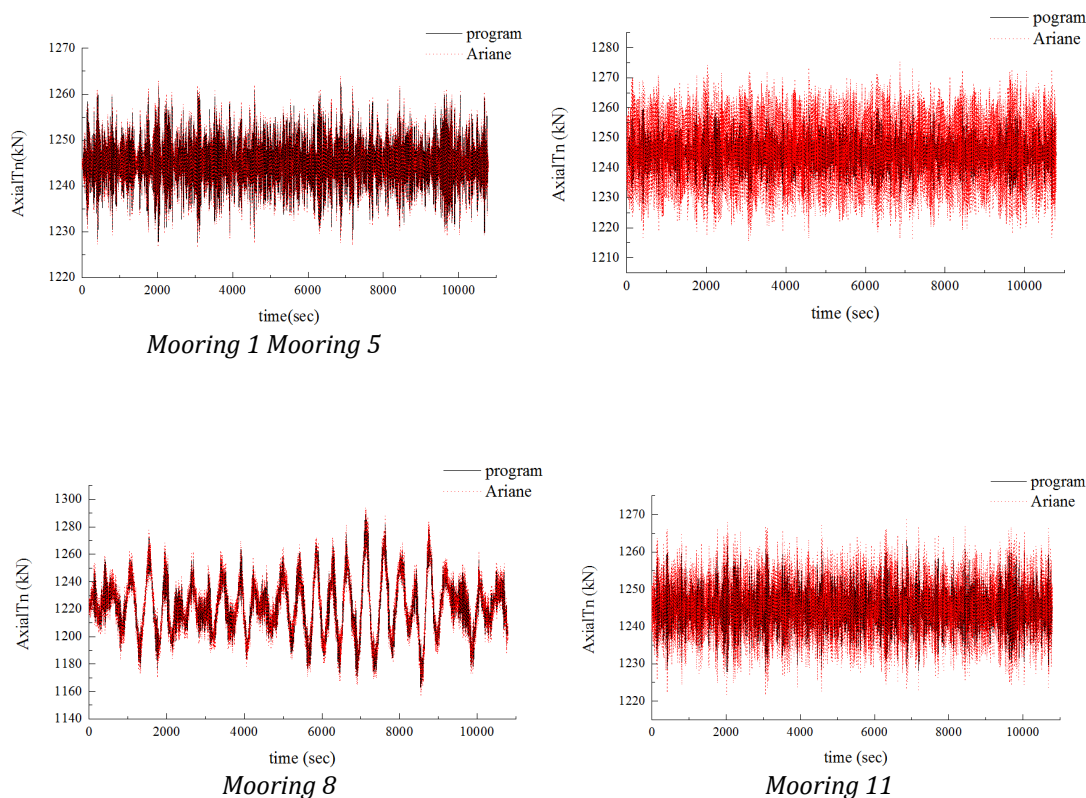 program
Ariane
1270
1260
1250
1240
1230
1220
AxialTn(kN)
0
2000
4000
6000
8000
10000
time(sec)
pogram
Ariane
1280
1270
1260
1250
1240
1230
1220
1210
AxialTn (kN)
0
2000
4000
6000
8000
10000
time (sec)
Mooring 1 Mooring 5
program
Ariane
1300
1280
1260
1240
1220
1200
1180
1160
1140
AxialTn (kN)
0
2000
4000
6000
8000
10000
time (sec)
Mooring 8
program
Ariane
1270
1260
1250
1240
1230
1220
AxialTn (kN)
0
2000
4000
6000
8000
10000
time (sec)
Mooring 11